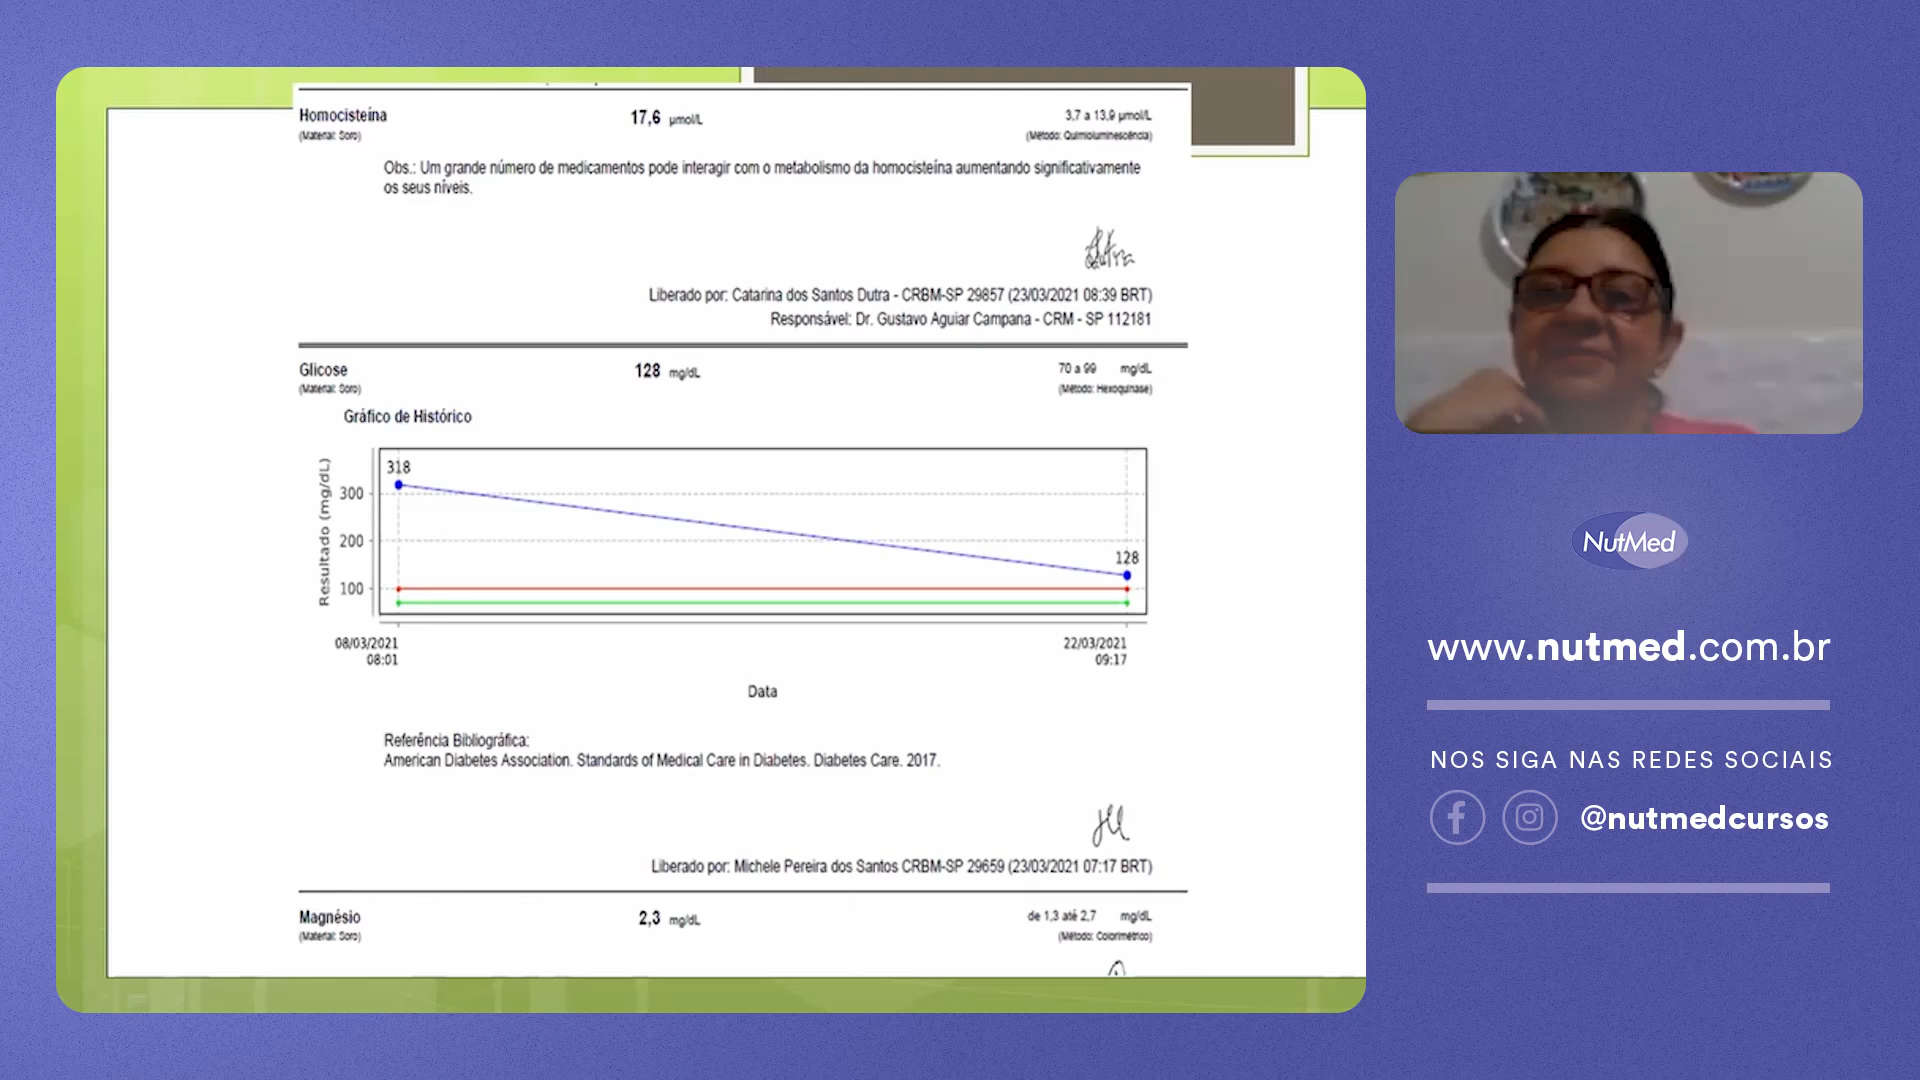 Homocisteína 17,6 µmol/L 3,7 a 13,9 µmol/L
(Material: Soro) (Método: Quimioluminescência)
Obs.: Um grande número de medicamentos pode interagir com o metabolismo da homocisteína aumentando significativamente
os seus níveis.
Liberado por: Catarina dos Santos Dutra - CRBM-SP 29857 (23/03/2021 08:39 BRT)
Responsável: Dr. Gustavo Aguiar Campana - CRM - SP 112181
Glicose 128 mg/dL 70 a 99 mg/dL
(Material: Soro) (Método: Hexoquinase)
Gráfico de Histórico
Resultado (mg/dL)
318
300
200
128
100
08/03/2021 22/03/2021
08:01 09:17
Data
Referência Bibliográfica:
American Diabetes Association. Standards of Medical Care in Diabetes. Diabetes Care. 2017.
Liberado por: Michele Pereira dos Santos CRBM-SP 29659 (23/03/2021 07:17 BRT)
Magnésio 2,3 mg/dL de 1,3 até 2,7 mg/dL
(Material: Soro) (Método: Colorimétrico)
NutMed
www.nutmed.com.br
NOS SIGA NAS REDES SOCIAIS
@nutmedcursos